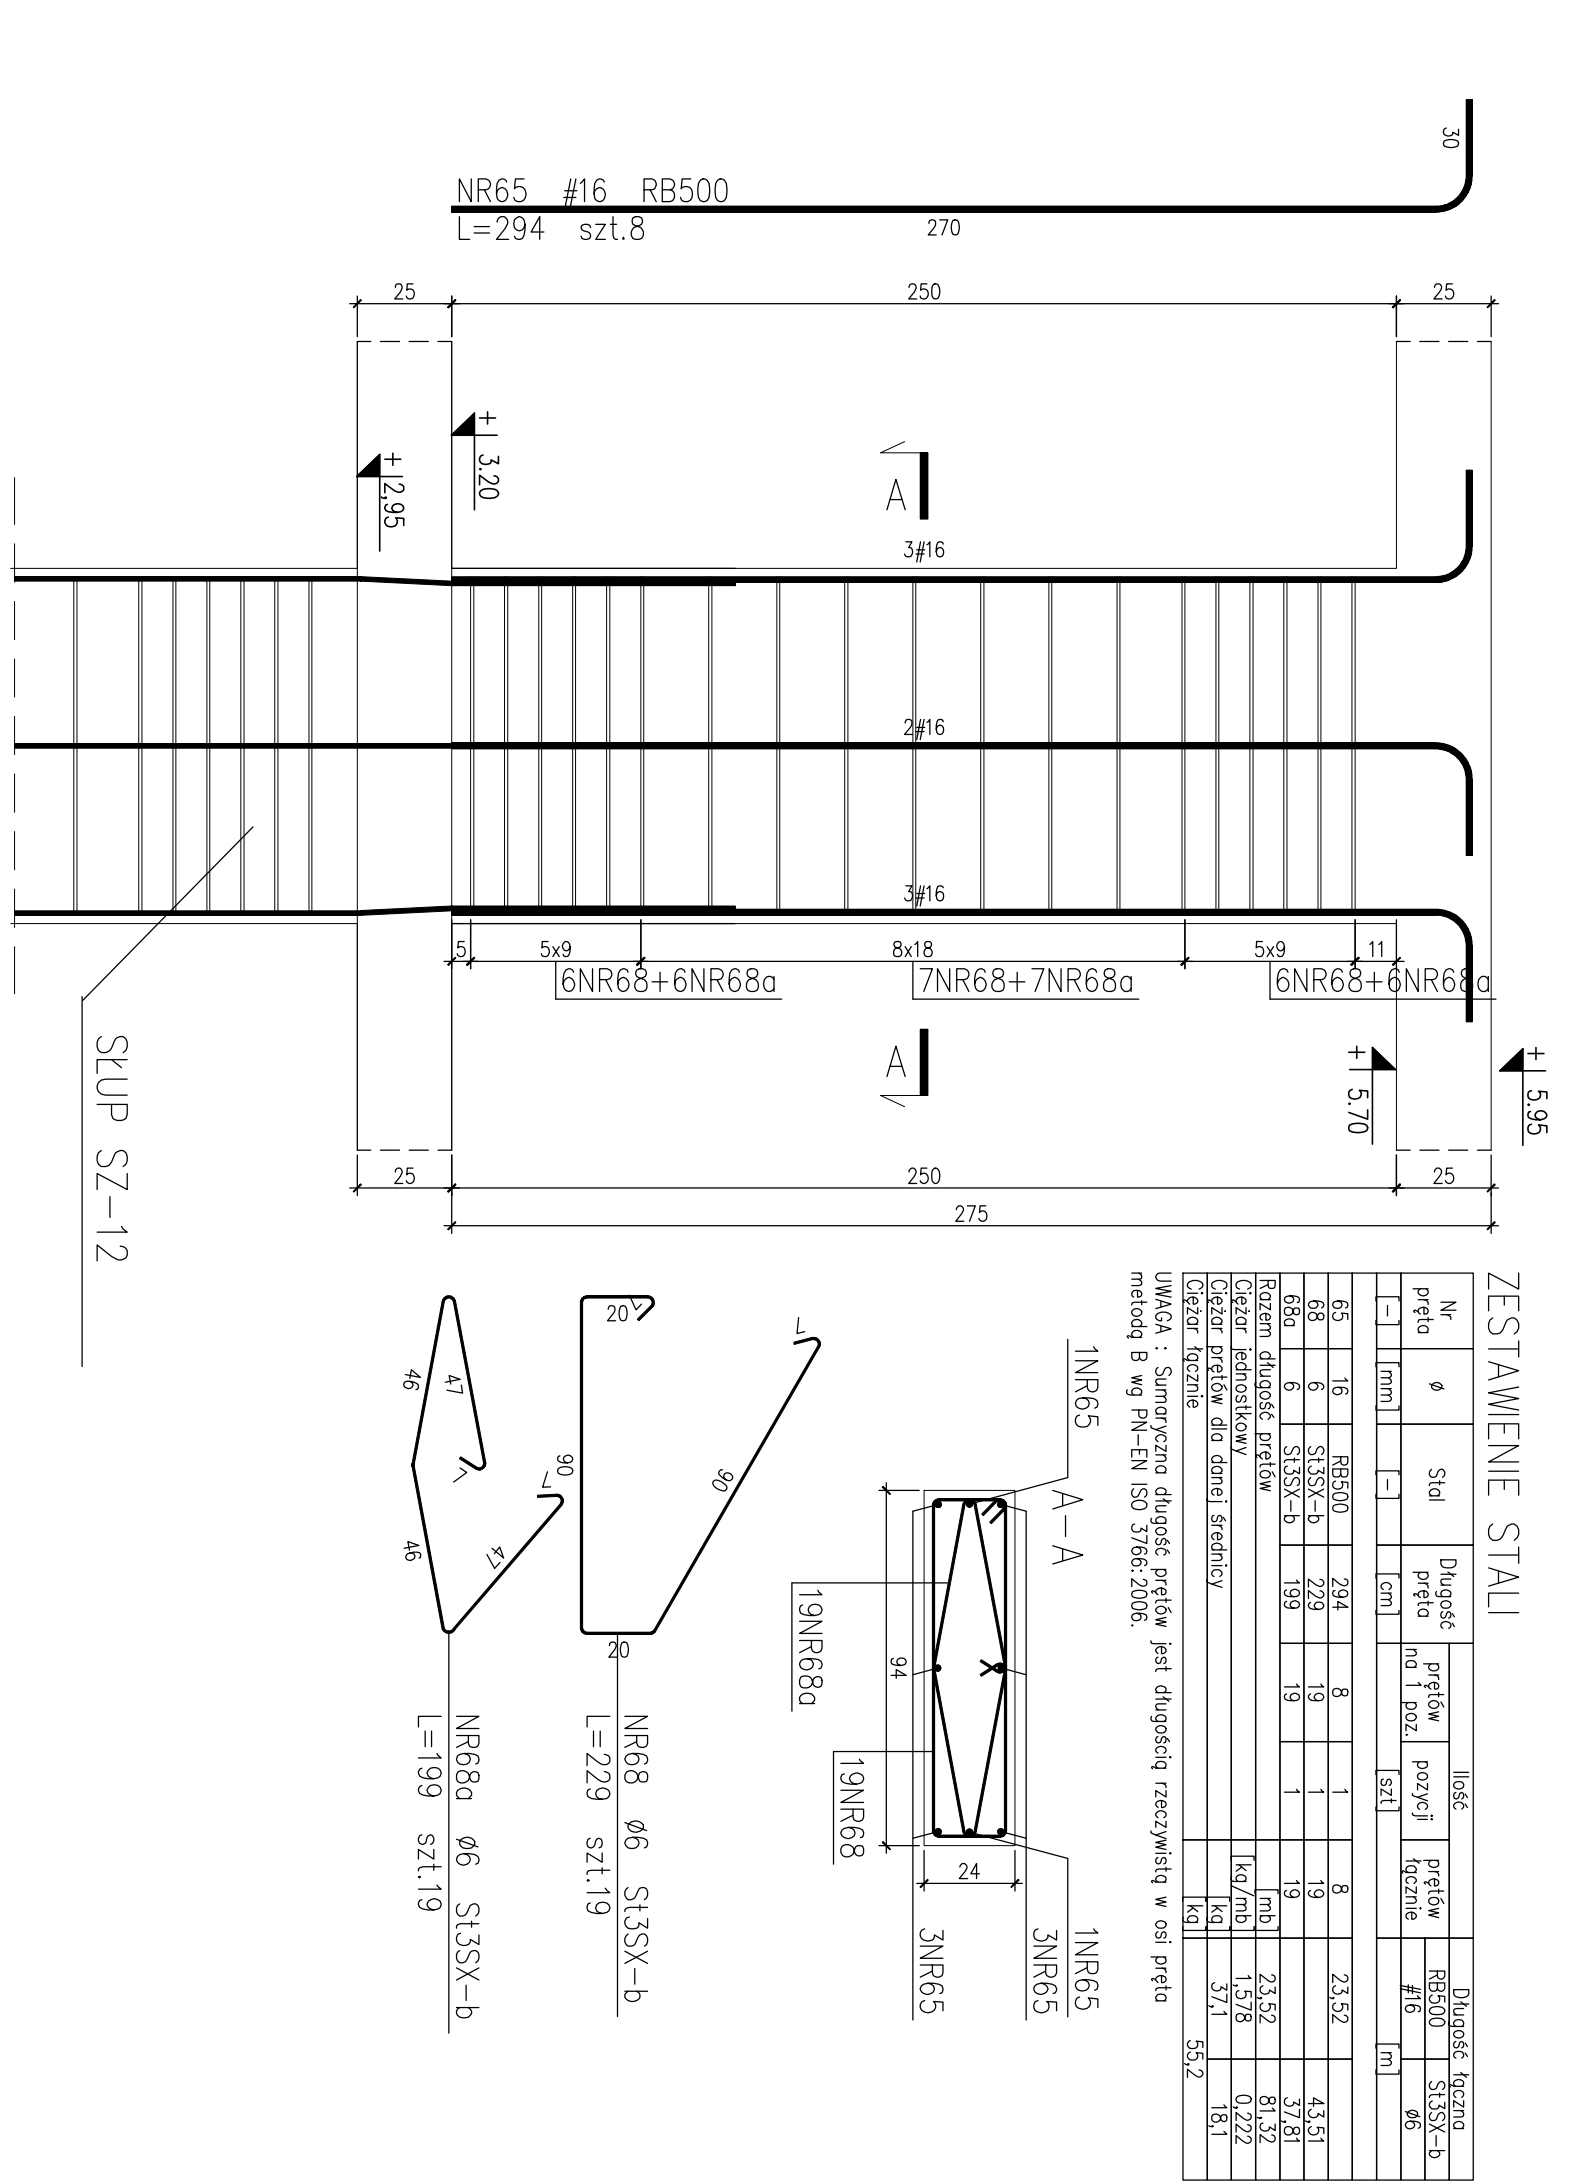 30
NR65 #16 RB500
L=294 szt.8
270
25
250
25
+3.20
+2,95
A
3#16
2#16
3#16
5
5x9
8x18
5x9
11
6NR68+6NR68a
7NR68+7NR68a
6NR68+6NR68a
A
+5.70
+5.95
25
250
25
275
SŁUP SZ-12
ZESTAWIENIE STALI
Nr pręta
ø
Stal
Długość pręta
Ilość
Długość łączna
prętów na 1 poz.
pozycji
prętów łącznie
RB500
St3SX-b
#16
ø6
[-] [mm] [-] [cm] [szt] [m]
65 16 RB500 294 8 1 8 23,52
68 6 St3SX-b 229 19 1 19 43,51
68a 6 St3SX-b 199 19 1 19 37,81
Razem długość prętów [mb] 23,52 81,32
Ciężar jednostkowy [kg/mb] 1,578 0,222
Ciężar prętów dla danej średnicy [kg] 37,1 18,1
Ciężar łącznie [kg] 55,2
UWAGA : Sumaryczna długość prętów jest długością rzeczywistą w osi pręta
metodą B wg PN-EN ISO 3766:2006.
A-A
1NR65
1NR65
3NR65
3NR65
19NR68a
19NR68
94
24
7
20
7
90
90
20
NR68 ø6 St3SX-b
L=229 szt.19
46
47
7
7
47
46
NR68a ø6 St3SX-b
L=199 szt.19